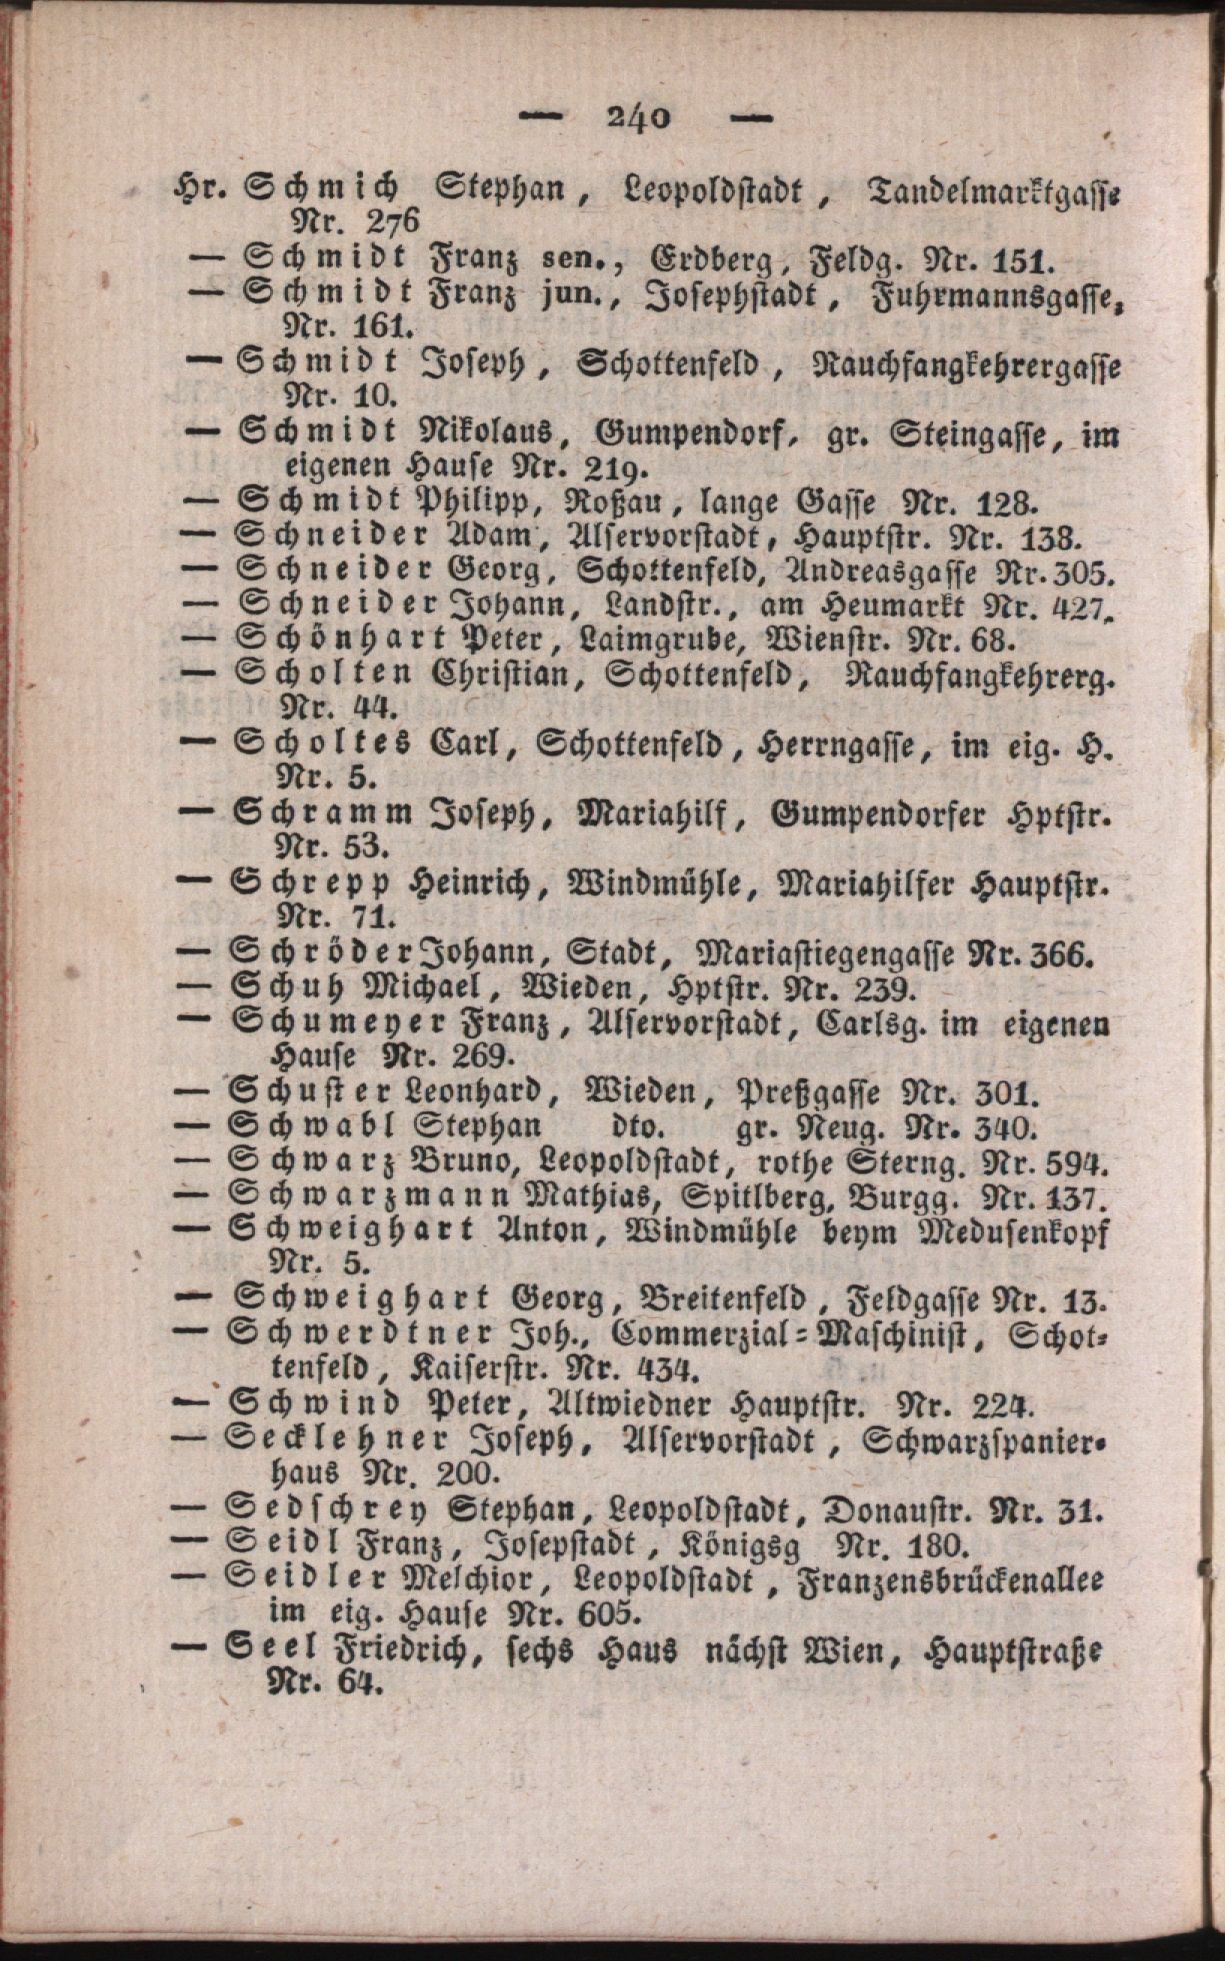 — 240 —
Hr. Schmich Stephan, Leopoldstadt, Tandelmarktgasse
Nr. 276
— Schmidt Franz sen., Erdberg, Feldg. Nr. 151.
— Schmidt Franz jun., Josephstadt, Fuhrmannsgasse,
Nr. 161.
— Schmidt Joseph, Schottenfeld, Rauchfangkehrergasse
Nr. 10.
— Schmidt Nikolaus, Gumpendorf, gr. Steingasse, im
eigenen Hause Nr. 219.
— Schmidt Philipp, Roßau, lange Gasse Nr. 128.
— Schneider Adam, Alservorstadt, Hauptstr. Nr. 138.
— Schneider Georg, Schottenfeld, Andreasgasse Nr. 305.
— Schneider Johann, Landstr., am Heumarkt Nr. 427.
— Schönhart Peter, Laimgrube, Wienstr. Nr. 68.
— Scholten Christian, Schottenfeld, Rauchfangkehrerg.
Nr. 44.
— Scholtes Carl, Schottenfeld, Herrngasse, im eig. H.
Nr. 5.
— Schramm Joseph, Mariahilf, Gumpendorfer Hptstr.
Nr. 53.
— Schrepp Heinrich, Windmühle, Mariahilfer Hauptstr.
Nr. 71.
— Schröder Johann, Stadt, Mariastiegengasse Nr. 366.
— Schuh Michael, Wieden, Hptstr. Nr. 239.
— Schumeyer Franz, Alservorstadt, Carlsg. im eigenen
Hause Nr. 269.
— Schuster Leonhard, Wieden, Preßgasse Nr. 301.
— Schwabl Stephan dto. gr. Neug. Nr. 340.
— Schwarz Bruno, Leopoldstadt, rothe Sterng. Nr. 594.
— Schwarzmann Mathias, Spitlberg, Burgg. Nr. 137.
— Schweighart Anton, Windmühle beym Medusenkopf
Nr. 5.
— Schweighart Georg, Breitenfeld, Feldgasse Nr. 13.
— Schwerdtner Joh., Commerzial-Maschinist, Schot-
tenfeld, Kaiserstr. Nr. 434.
— Schwind Peter, Altwiedner Hauptstr. Nr. 224.
— Secklehner Joseph, Alservorstadt, Schwarzspanier-
haus Nr. 200.
— Sedschrey Stephan, Leopoldstadt, Donaustr. Nr. 31.
— Seidl Franz, Josepstadt, Königsg Nr. 180.
— Seidler Melchior, Leopoldstadt, Franzensbrückenallee
im eig. Hause Nr. 605.
— Seel Friedrich, sechs Haus nächst Wien, Hauptstraße
Nr. 64.